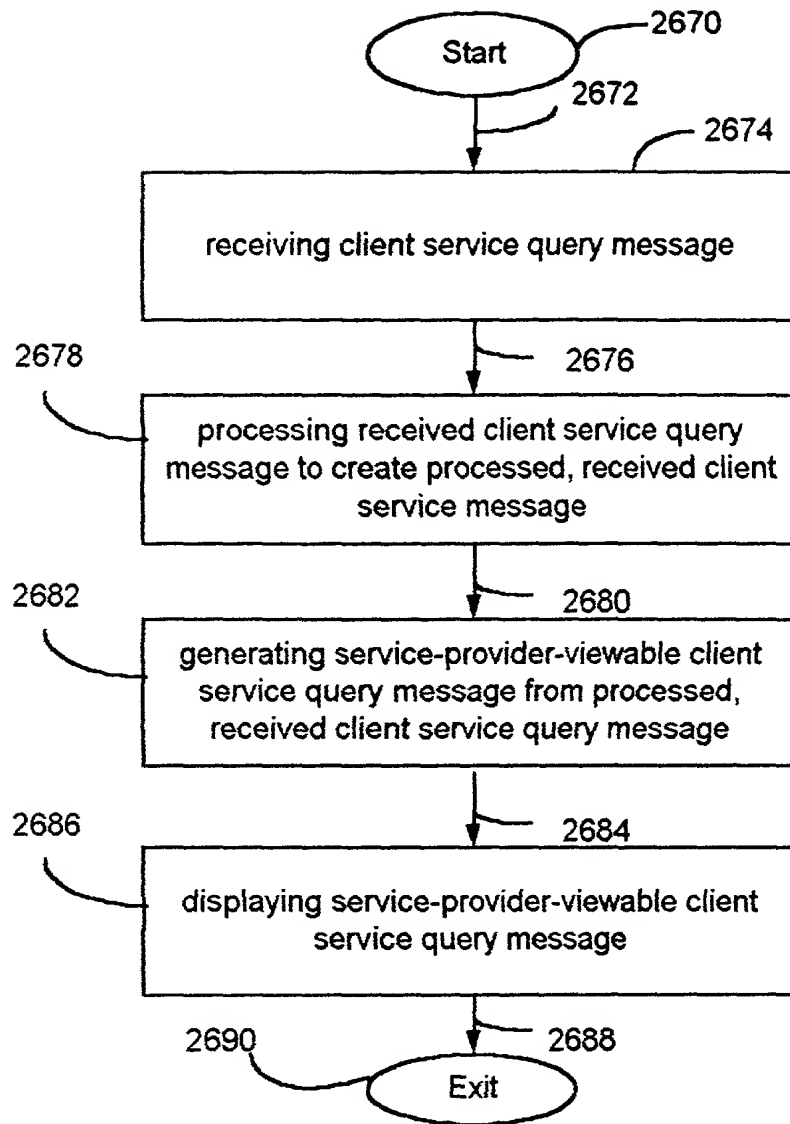 Start
2670
2672
2674
receiving client service query message
2676
2678
processing received client service query
message to create processed, received client
service message
2680
2682
generating service-provider-viewable client
service query message from processed,
received client service query message
2684
2686
displaying service-provider-viewable client
service query message
2688
2690
Exit